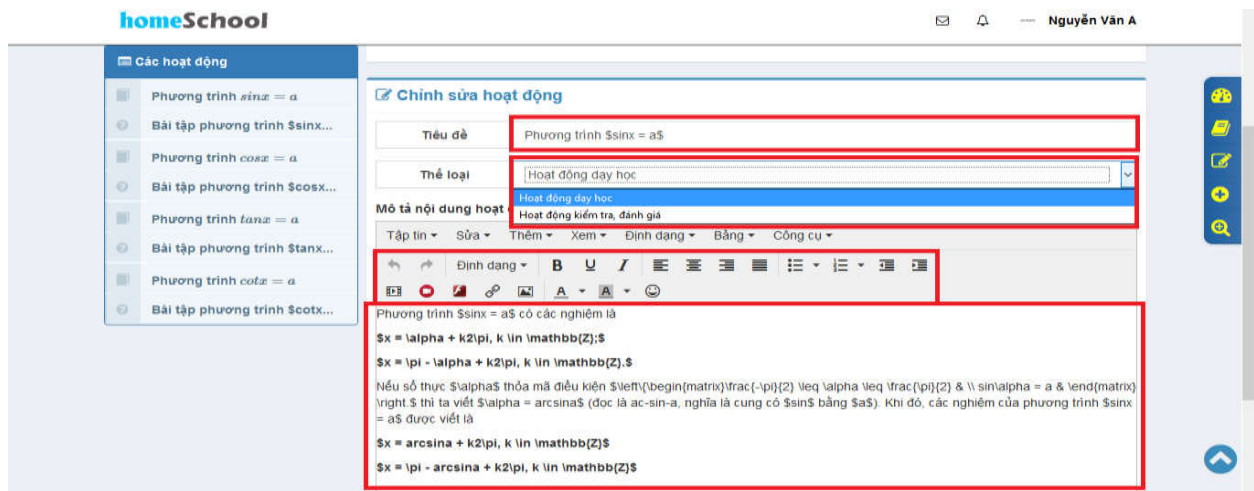 homeSchool
Nguyễn Văn A
Các hoạt động
Phương trình sinx = a
Bài tập phương trình $sinx...
Phương trình cosx = a
Bài tập phương trình $cosx...
Phương trình tanx = a
Bài tập phương trình $tanx...
Phương trình cotx = a
Bài tập phương trình $cotx...
Chỉnh sửa hoạt động
Tiêu đề
Phương trình $sinx = a$
Thể loại
Hoạt động dạy học
Hoạt động dạy học
Hoạt động kiểm tra, đánh giá
Mô tả nội dung hoạt
Tập tin Sửa Thêm Xem Định dạng Bảng Công cụ
Định dạng B U I
A A
Phương trình $sinx = a$ có các nghiệm là
$x = \alpha + k2\pi, k \in \mathbb{Z};$
$x = \pi - \alpha + k2\pi, k \in \mathbb{Z}.$
Nếu số thực $\alpha$ thỏa mã điều kiện $\left\{\begin{matrix}\frac{-\pi}{2} \leq \alpha \leq \frac{\pi}{2} & \\ sin\alpha = a & \end{matrix}
\right.$ thì ta viết $\alpha = arcsina$ (đọc là ac-sin-a, nghĩa là cung có $sin$ bằng $a$). Khi đó, các nghiệm của phương trình $sinx
= a$ được viết là
$x = arcsina + k2\pi, k \in \mathbb{Z}$
$x = \pi - arcsina + k2\pi, k \in \mathbb{Z}$